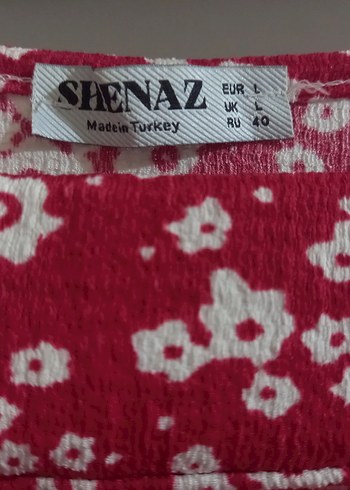 SHENAZ
Made in Turkey
EUR L
UK L
RU 40